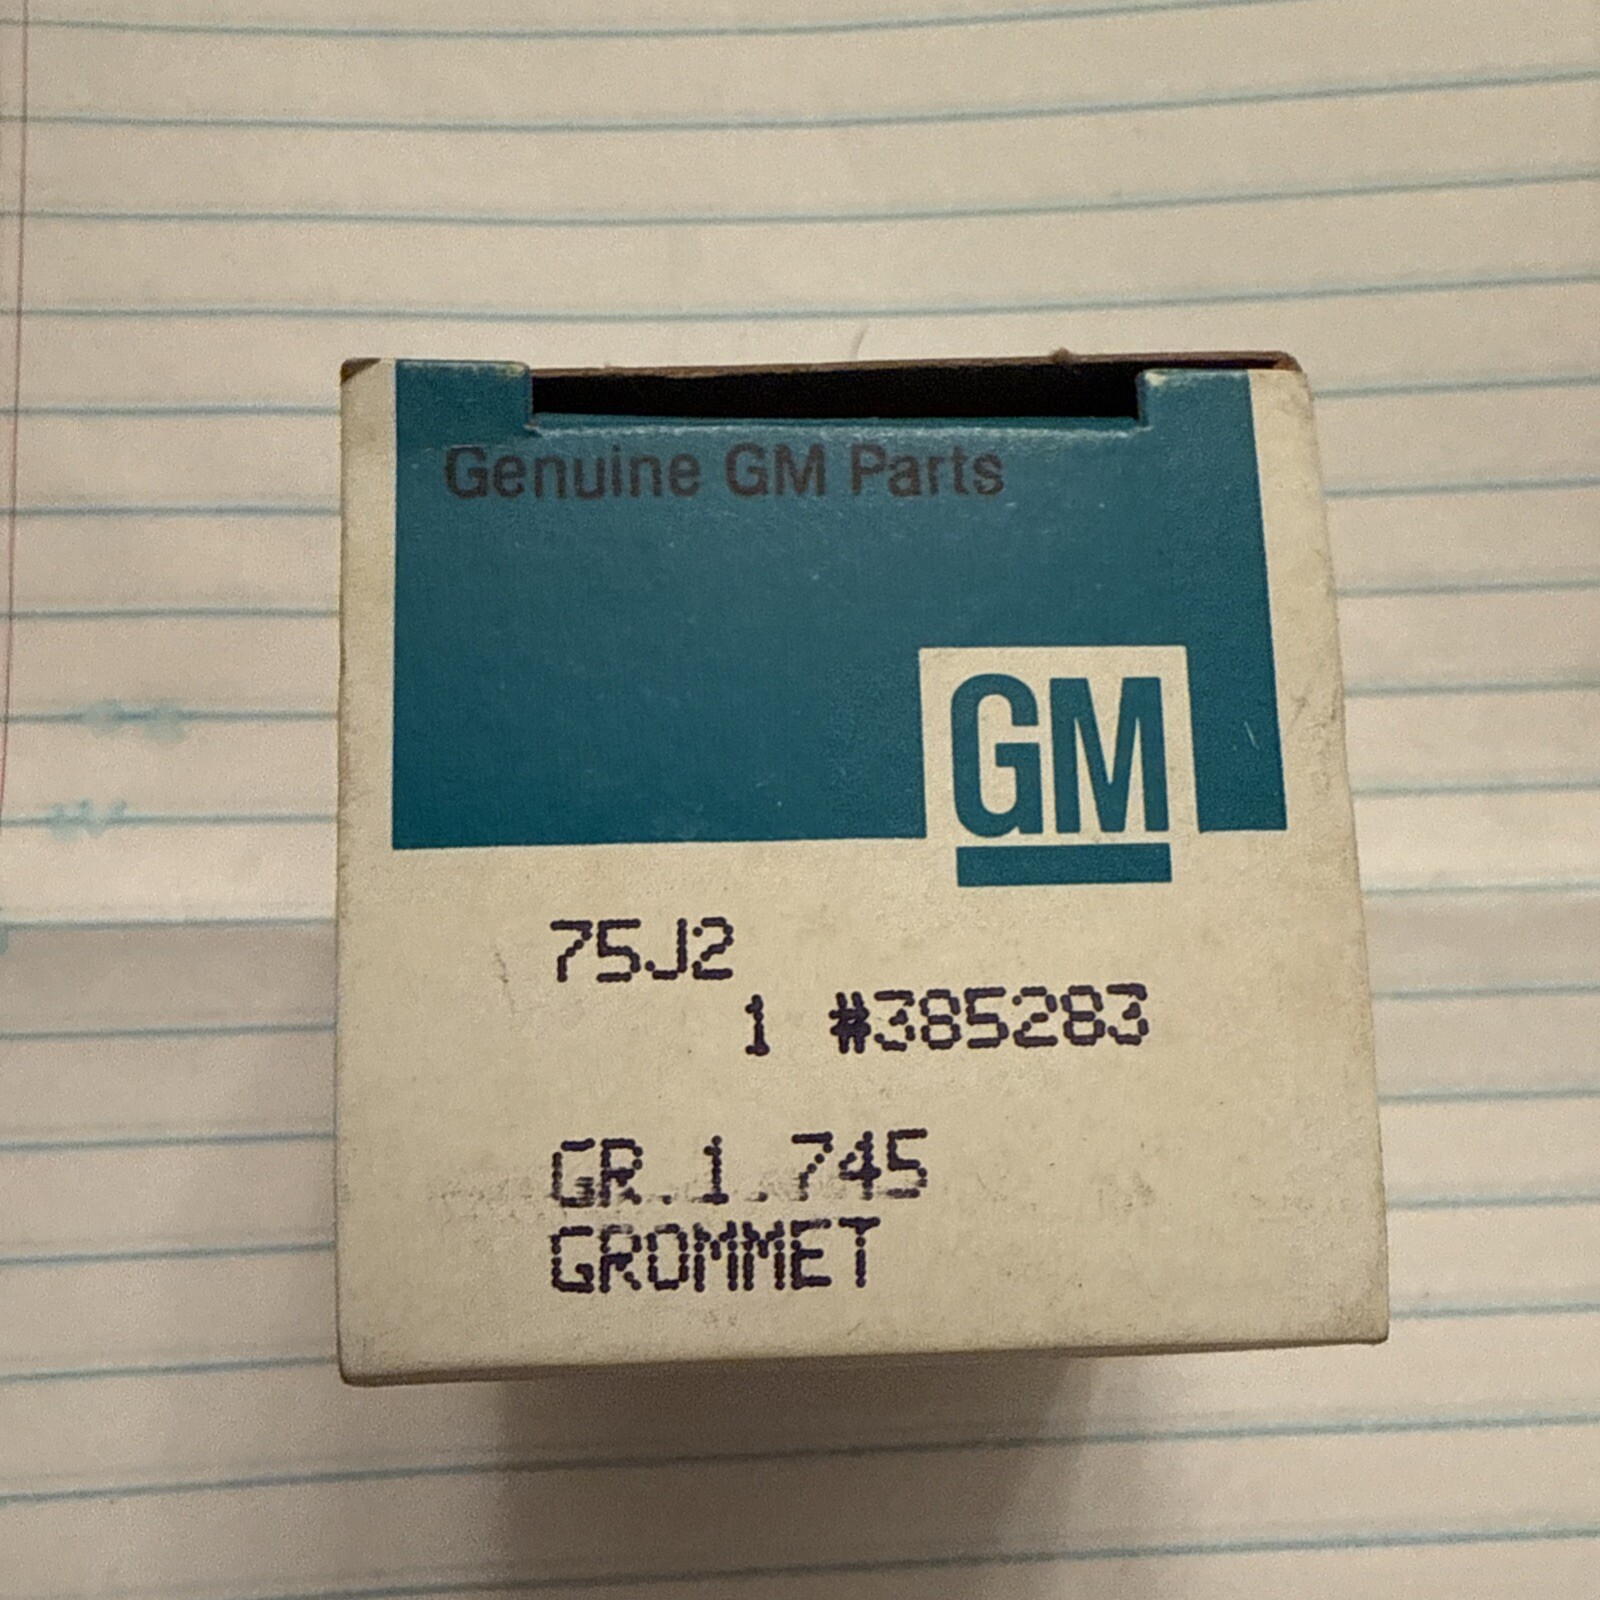 Genuine GM Parts
GM
75J2
1 #385283
GR.1.745
GROMMET